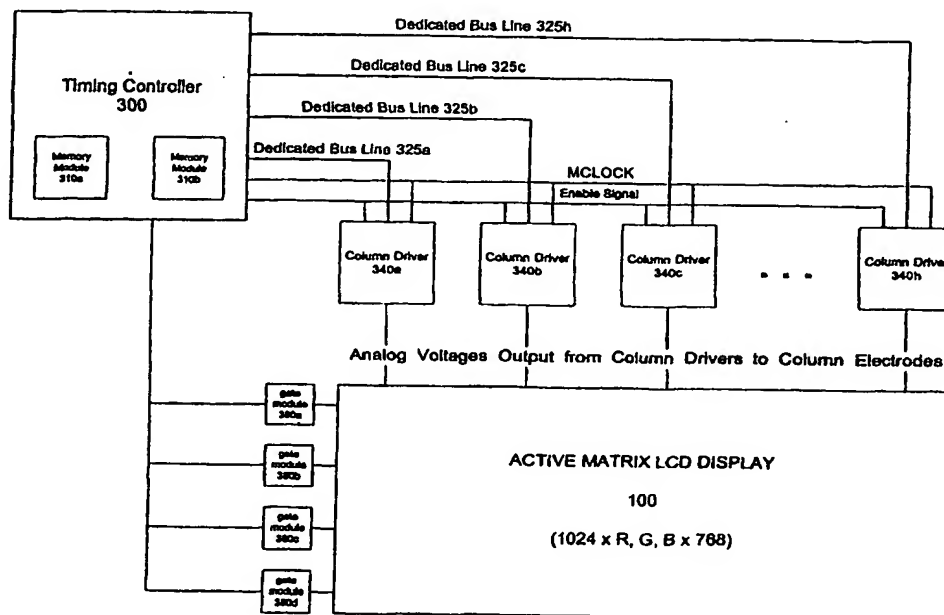 Dedicated Bus Line 325h
Timing Controller
300
Dedicated Bus Line 325c
Dedicated Bus Line 325b
Memory
Module
310a
Memory
Module
310b
Dedicated Bus Line 325a
MCLOCK
Enable Signal
Column Driver
340a
Column Driver
340b
Column Driver
340c
Column Driver
340h
Analog Voltages Output from Column Drivers to Column Electrodes
gate
module
380a
gate
module
380b
gate
module
380c
gate
module
380d
ACTIVE MATRIX LCD DISPLAY
100
(1024 x R, G, B x 768)